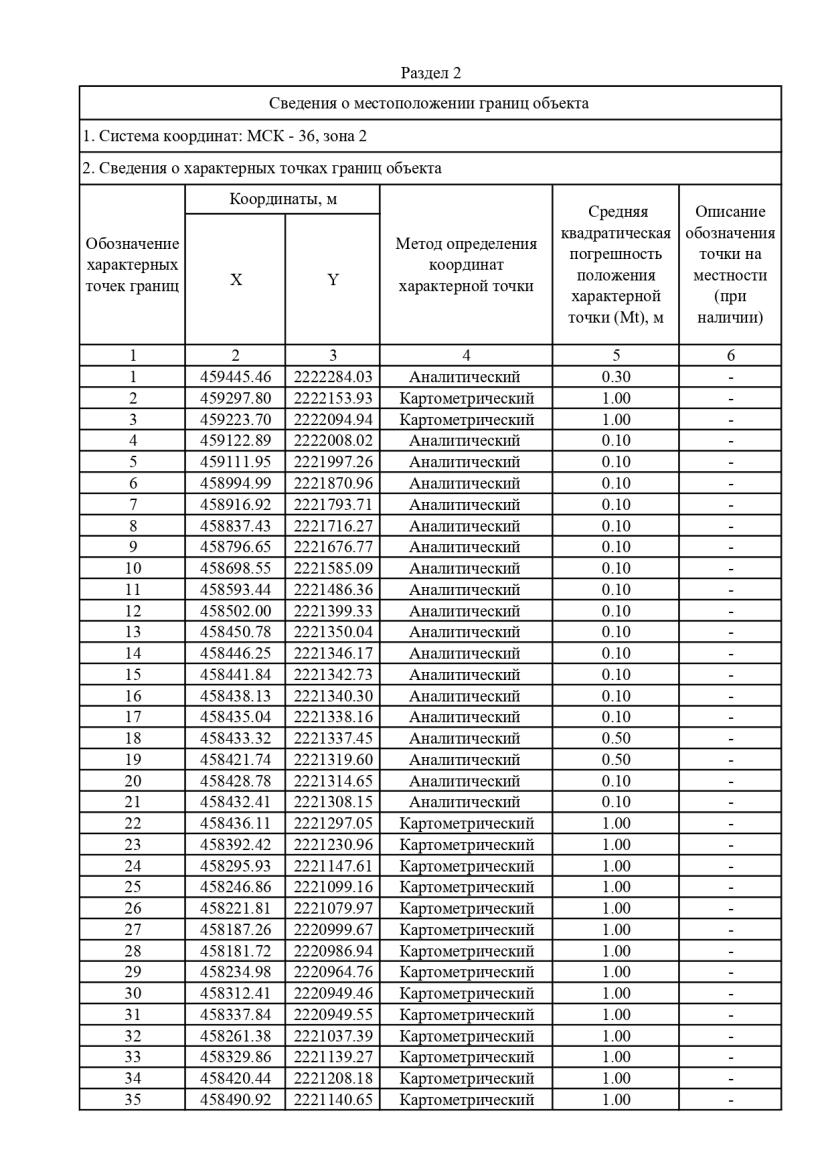 Раздел 2
Сведения о местоположении границ объекта
1. Система координат: МСК - 36, зона 2
2. Сведения о характерных точках границ объекта
Обозначение
характерных
точек границ
Координаты, м
X
Y
Метод определения
координат
характерной точки
Средняя
квадратическая
погрешность
положения
характерной
точки (Mt), м
Описание
обозначения
точки на
местности
(при
наличии)
1 2 3 4 5 6
1 459445.46 2222284.03 Аналитический 0.30 -
2 459297.80 2222153.93 Картометрический 1.00 -
3 459223.70 2222094.94 Картометрический 1.00 -
4 459122.89 2222008.02 Аналитический 0.10 -
5 459111.95 2221997.26 Аналитический 0.10 -
6 458994.99 2221870.96 Аналитический 0.10 -
7 458916.92 2221793.71 Аналитический 0.10 -
8 458837.43 2221716.27 Аналитический 0.10 -
9 458796.65 2221676.77 Аналитический 0.10 -
10 458698.55 2221585.09 Аналитический 0.10 -
11 458593.44 2221486.36 Аналитический 0.10 -
12 458502.00 2221399.33 Аналитический 0.10 -
13 458450.78 2221350.04 Аналитический 0.10 -
14 458446.25 2221346.17 Аналитический 0.10 -
15 458441.84 2221342.73 Аналитический 0.10 -
16 458438.13 2221340.30 Аналитический 0.10 -
17 458435.04 2221338.16 Аналитический 0.10 -
18 458433.32 2221337.45 Аналитический 0.50 -
19 458421.74 2221319.60 Аналитический 0.50 -
20 458428.78 2221314.65 Аналитический 0.10 -
21 458432.41 2221308.15 Аналитический 0.10 -
22 458436.11 2221297.05 Картометрический 1.00 -
23 458392.42 2221230.96 Картометрический 1.00 -
24 458295.93 2221147.61 Картометрический 1.00 -
25 458246.86 2221099.16 Картометрический 1.00 -
26 458221.81 2221079.97 Картометрический 1.00 -
27 458187.26 2220999.67 Картометрический 1.00 -
28 458181.72 2220986.94 Картометрический 1.00 -
29 458234.98 2220964.76 Картометрический 1.00 -
30 458312.41 2220949.46 Картометрический 1.00 -
31 458337.84 2220949.55 Картометрический 1.00 -
32 458261.38 2221037.39 Картометрический 1.00 -
33 458329.86 2221139.27 Картометрический 1.00 -
34 458420.44 2221208.18 Картометрический 1.00 -
35 458490.92 2221140.65 Картометрический 1.00 -